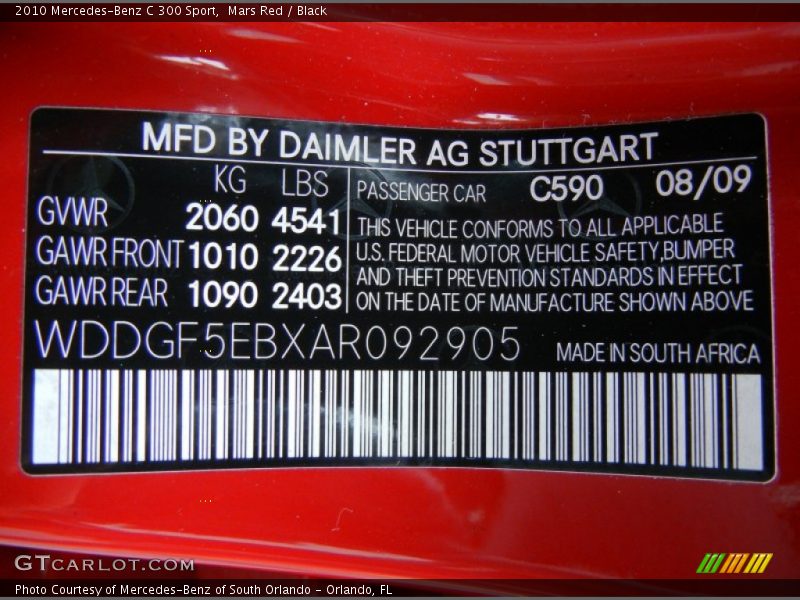 2010 Mercedes-Benz C 300 Sport,  Mars Red / Black
MFD BY DAIMLER AG STUTTGART
KG LBS
GVWR 2060 4541
GAWR FRONT 1010 2226
GAWR REAR 1090 2403
PASSENGER CAR C590 08/09
THIS VEHICLE CONFORMS TO ALL APPLICABLE
U.S. FEDERAL MOTOR VEHICLE SAFETY,BUMPER
AND THEFT PREVENTION STANDARDS IN EFFECT
ON THE DATE OF MANUFACTURE SHOWN ABOVE
WDDGF5EBXAR092905 MADE IN SOUTH AFRICA
GTCARLOT.COM
Photo Courtesy of Mercedes-Benz of South Orlando - Orlando, FL